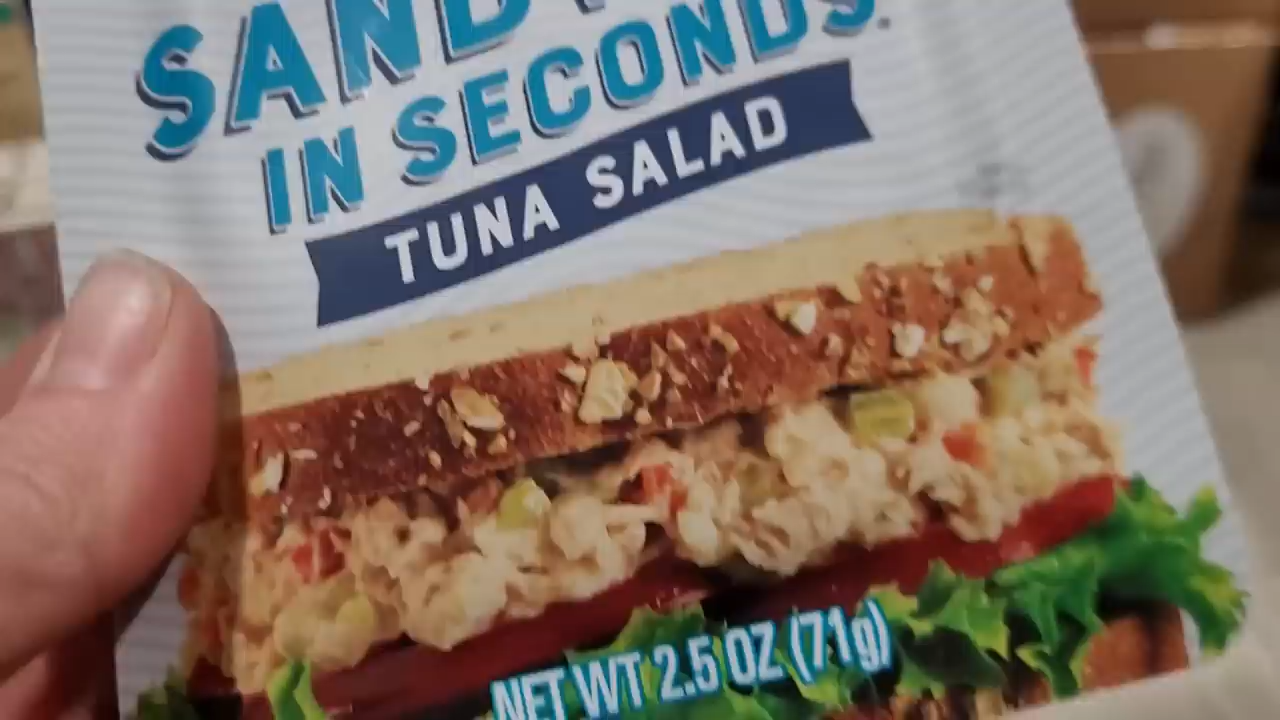 IN SECONDS.
TUNA SALAD
NET WT 2.5 OZ (71g)